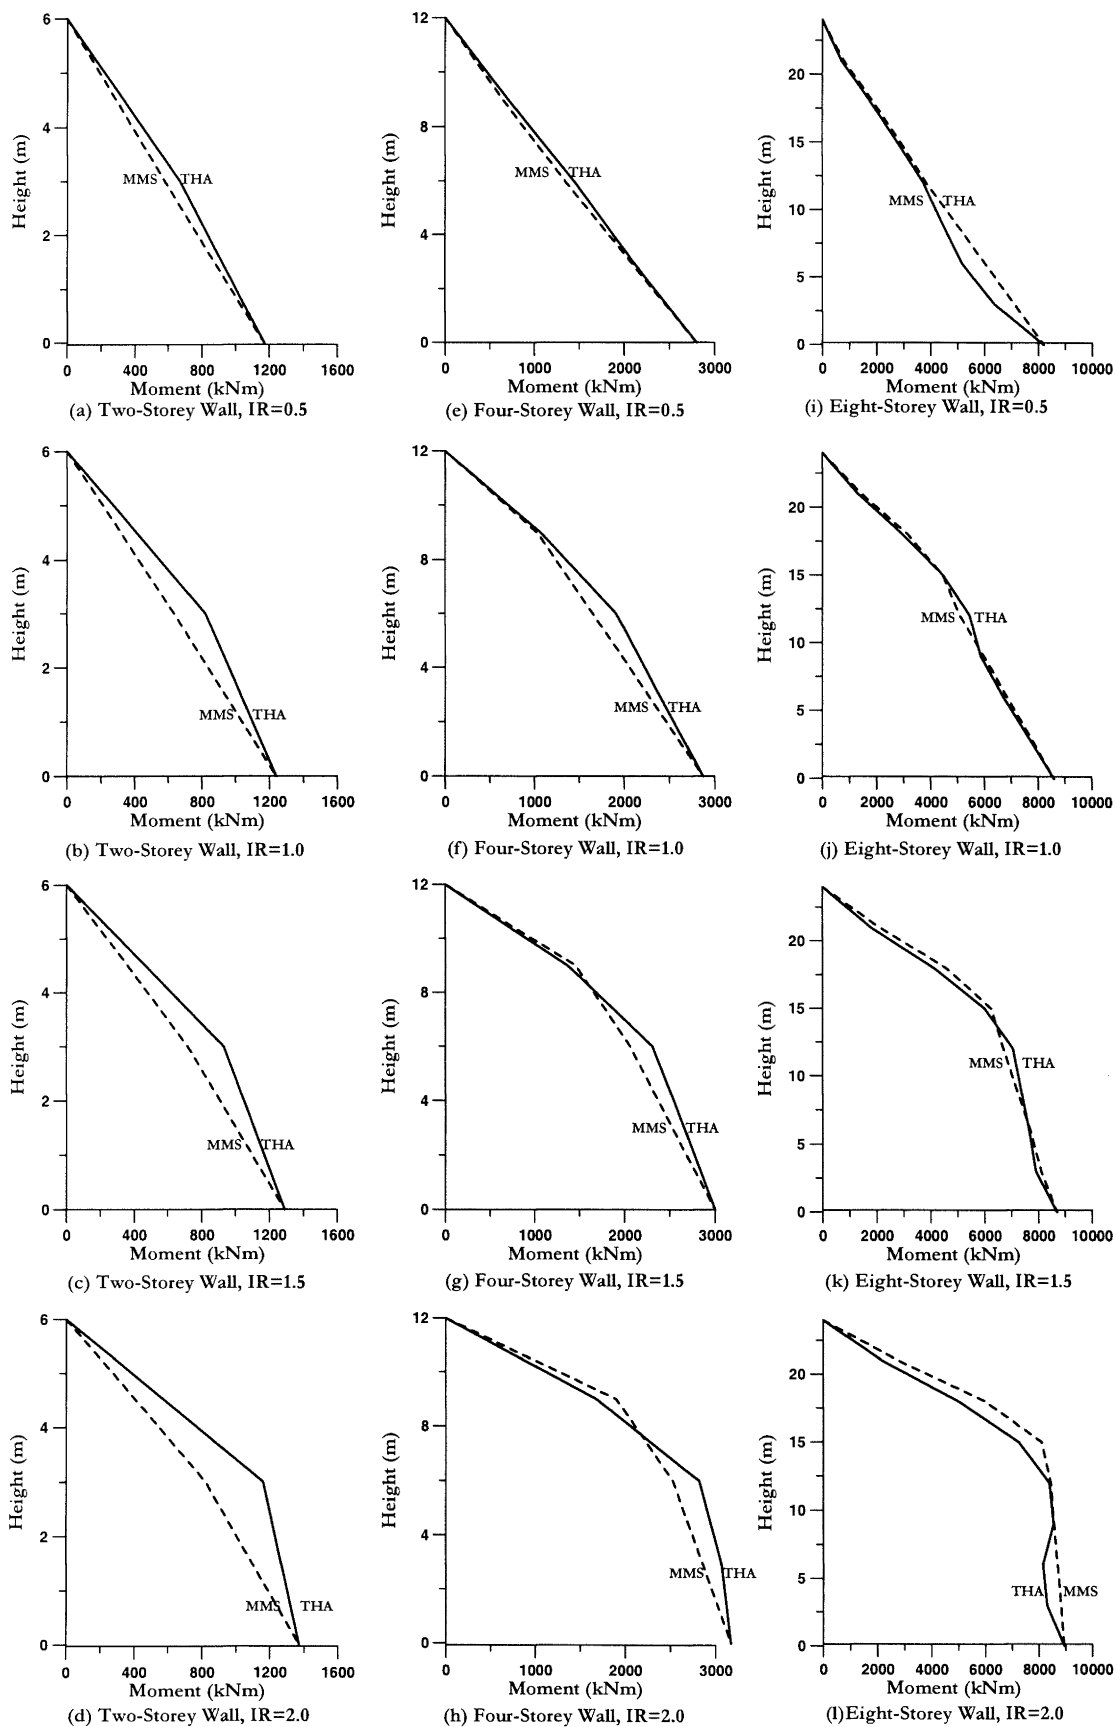 6
4
2
0
Height (m)
MMS THA
0 400 800 1200 1600
Moment (kNm)
(a) Two-Storey Wall, IR=0.5
12
8
4
0
Height (m)
MMS THA
0 1000 2000 3000
Moment (kNm)
(e) Four-Storey Wall, IR=0.5
20
15
10
5
0
Height (m)
MMS THA
0 2000 4000 6000 8000 10000
Moment (kNm)
(i) Eight-Storey Wall, IR=0.5
6
4
2
0
Height (m)
MMS THA
0 400 800 1200 1600
Moment (kNm)
(b) Two-Storey Wall, IR=1.0
12
8
4
0
Height (m)
MMS THA
0 1000 2000 3000
Moment (kNm)
(f) Four-Storey Wall, IR=1.0
20
15
10
5
0
Height (m)
MMS THA
0 2000 4000 6000 8000 10000
Moment (kNm)
(j) Eight-Storey Wall, IR=1.0
6
4
2
0
Height (m)
MMS THA
0 400 800 1200 1600
Moment (kNm)
(c) Two-Storey Wall, IR=1.5
12
8
4
0
Height (m)
MMS THA
0 1000 2000 3000
Moment (kNm)
(g) Four-Storey Wall, IR=1.5
20
15
10
5
0
Height (m)
MMS THA
0 2000 4000 6000 8000 10000
Moment (kNm)
(k) Eight-Storey Wall, IR=1.5
6
4
2
0
Height (m)
MMS THA
0 400 800 1200 1600
Moment (kNm)
(d) Two-Storey Wall, IR=2.0
12
8
4
0
Height (m)
MMS THA
0 1000 2000 3000
Moment (kNm)
(h) Four-Storey Wall, IR=2.0
20
15
10
5
0
Height (m)
THA MMS
0 2000 4000 6000 8000 10000
Moment (kNm)
(l)Eight-Storey Wall, IR=2.0